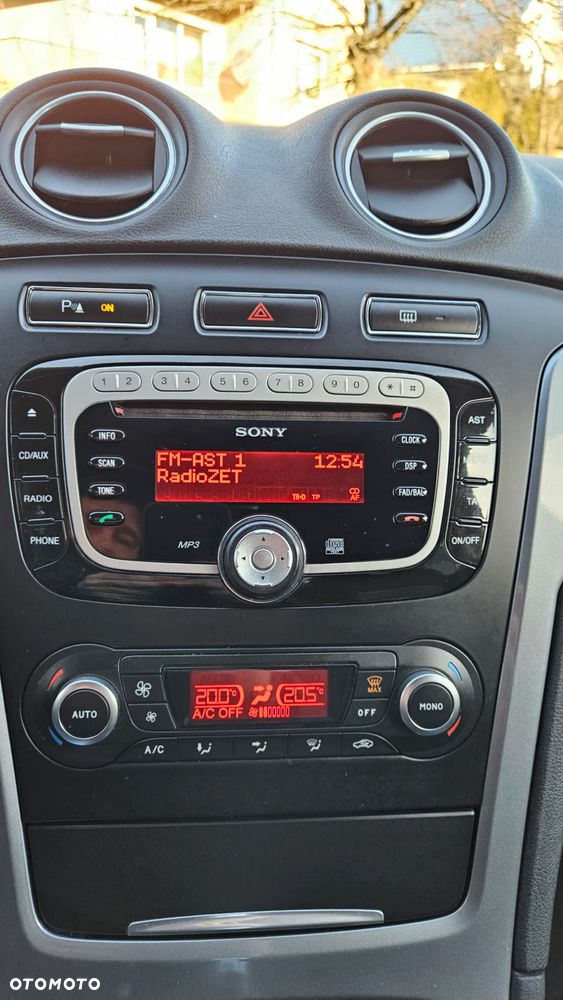 P ON
1 2 3 4 5 6 7 8 9 0 * #
SONY
INFO
CLOCK
AST
FM-AST 1 12:54
RadioZET
TR-D TP CD
AF
CD/AUX
SCAN
DSP
TONE
FAD/BAL
RADIO
TA
PHONE
MP3
ON/OFF
20.0°C 20.5°C
A/C OFF
MAX
AUTO
MONO
OFF
A/C
OTOMOTO